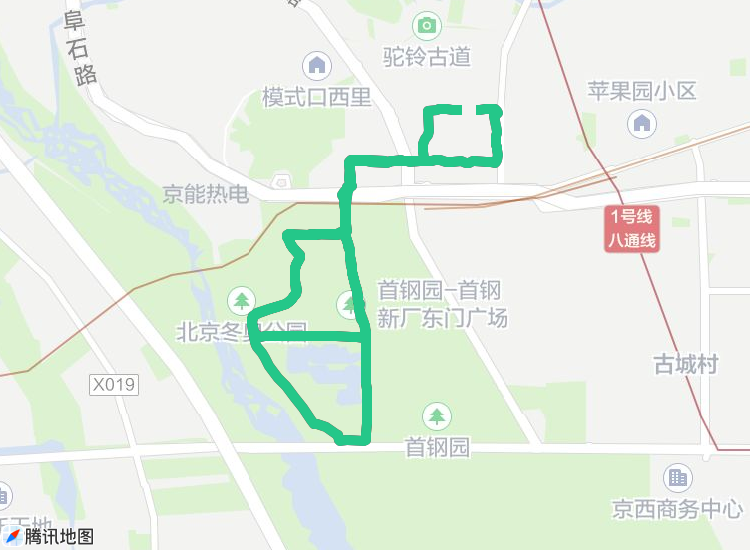 阜石路
驼铃古道
模式口西里
苹果园小区
京能热电
1号线
八通线
首钢园-首钢
新厂东门广场
北京冬奥公园
古城村
X019
首钢园
京西商务中心
腾讯地图